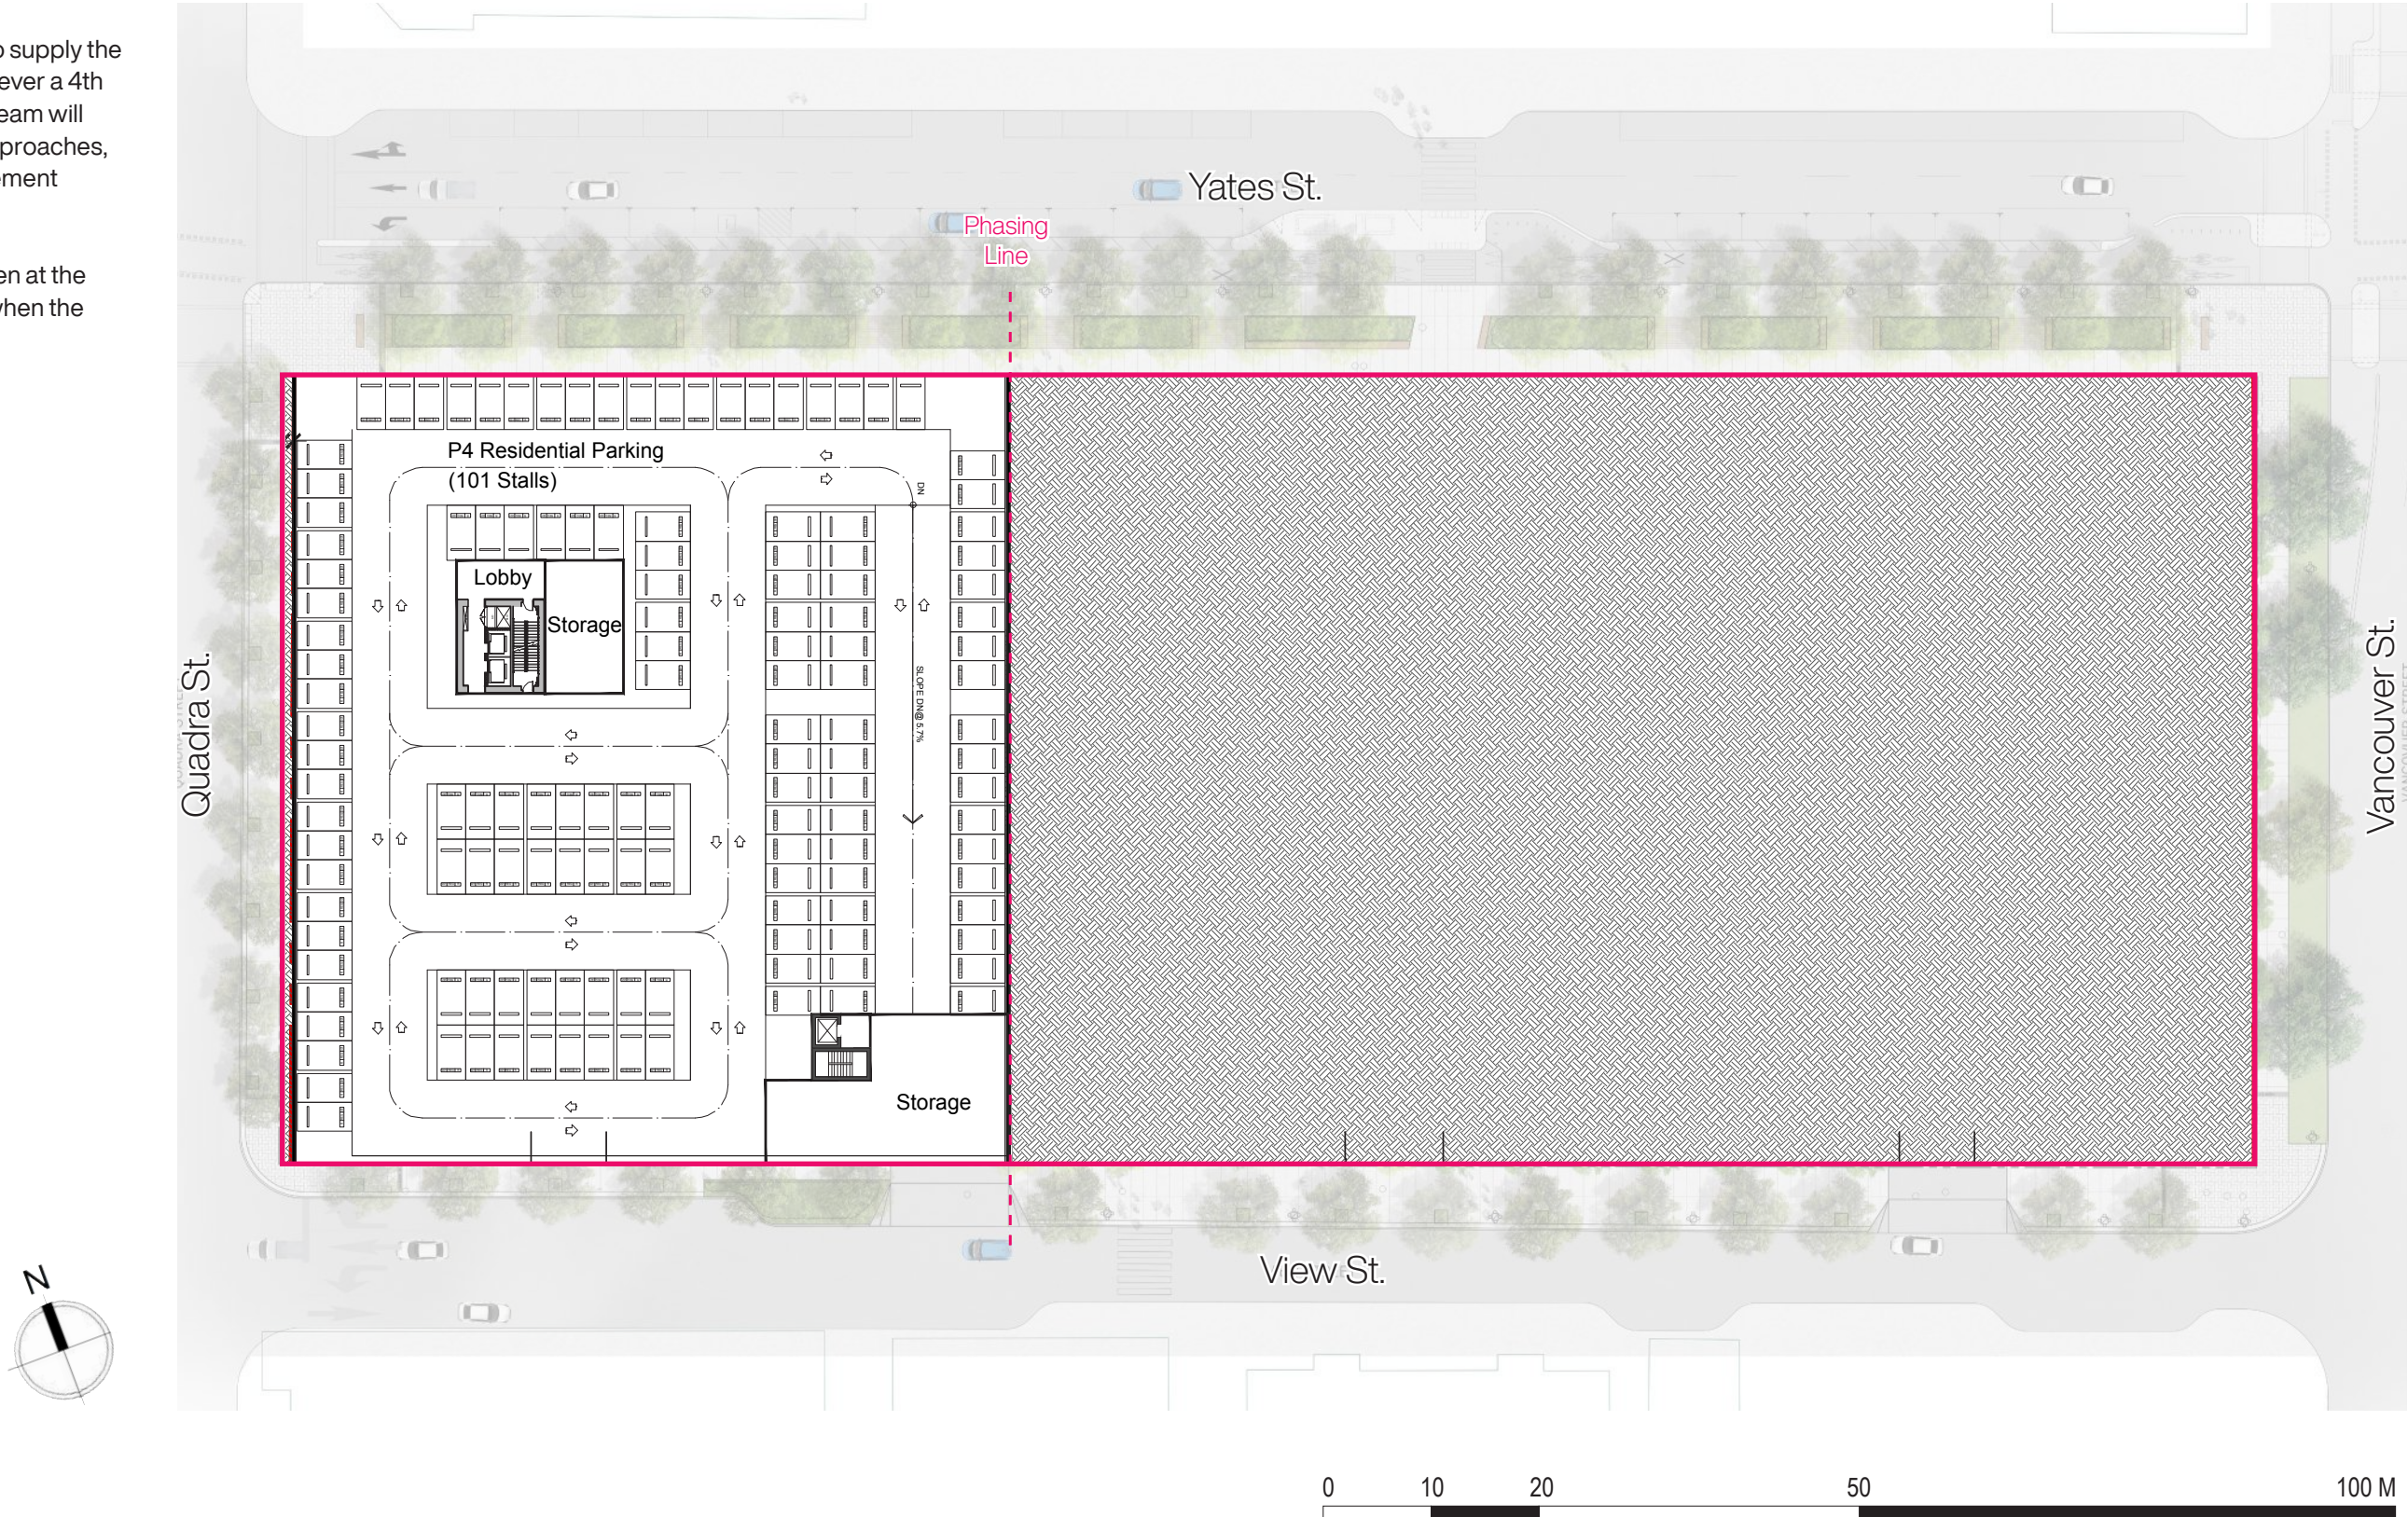 supply the
ever a 4th
eam will
proaches,
ement
en at the
when the
Yates St.
Phasing
Line
P4 Residential Parking
(101 Stalls)
DN
Lobby
Storage
SLOPE DN@ 5.7%
Quadra St.
Vancouver St.
Storage
View St.
N
0 10 20 50 100 M